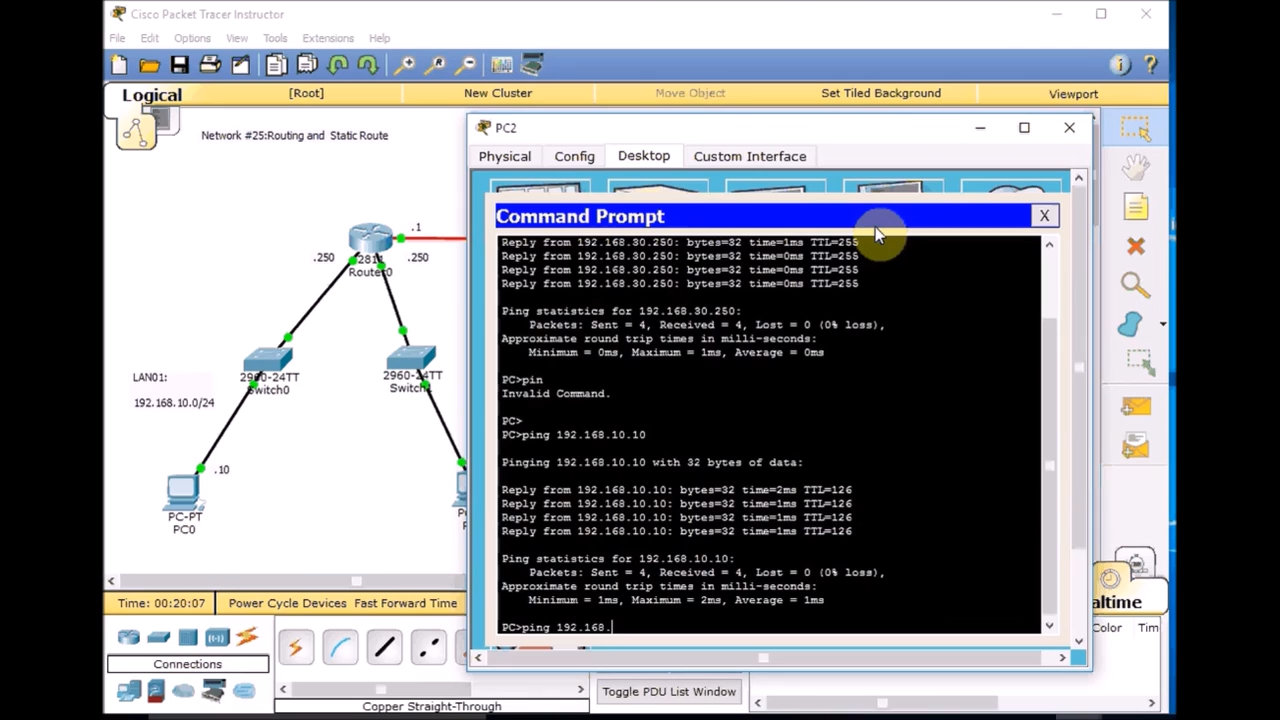 Cisco Packet Tracer Instructor
File Edit Options View Tools Extensions Help
Logical [Root] New Cluster Move Object Set Tiled Background Viewport
Network #25:Routing and Static Route
PC2
Physical Config Desktop Custom Interface
Command Prompt X
Reply from 192.168.30.250: bytes=32 time=1ms TTL=255
Reply from 192.168.30.250: bytes=32 time=0ms TTL=255
Reply from 192.168.30.250: bytes=32 time=0ms TTL=255
Reply from 192.168.30.250: bytes=32 time=0ms TTL=255
Ping statistics for 192.168.30.250:
Packets: Sent = 4, Received = 4, Lost = 0 (0% loss),
Approximate round trip times in milli-seconds:
Minimum = 0ms, Maximum = 1ms, Average = 0ms
PC>pin
Invalid Command.
PC>
PC>ping 192.168.10.10
Pinging 192.168.10.10 with 32 bytes of data:
Reply from 192.168.10.10: bytes=32 time=2ms TTL=126
Reply from 192.168.10.10: bytes=32 time=1ms TTL=126
Reply from 192.168.10.10: bytes=32 time=1ms TTL=126
Reply from 192.168.10.10: bytes=32 time=1ms TTL=126
Ping statistics for 192.168.10.10:
Packets: Sent = 4, Received = 4, Lost = 0 (0% loss),
Approximate round trip times in milli-seconds:
Minimum = 1ms, Maximum = 2ms, Average = 1ms
PC>ping 192.168.
.1
.250 .250
Router0
2960-24TT
Switch0
2960-24TT
LAN01:
192.168.10.0/24
.10
PC-PT
PC0
Time: 00:20:07 Power Cycle Devices Fast Forward Time
altime
Color Tim
Connections
Toggle PDU List Window
Copper Straight-Through